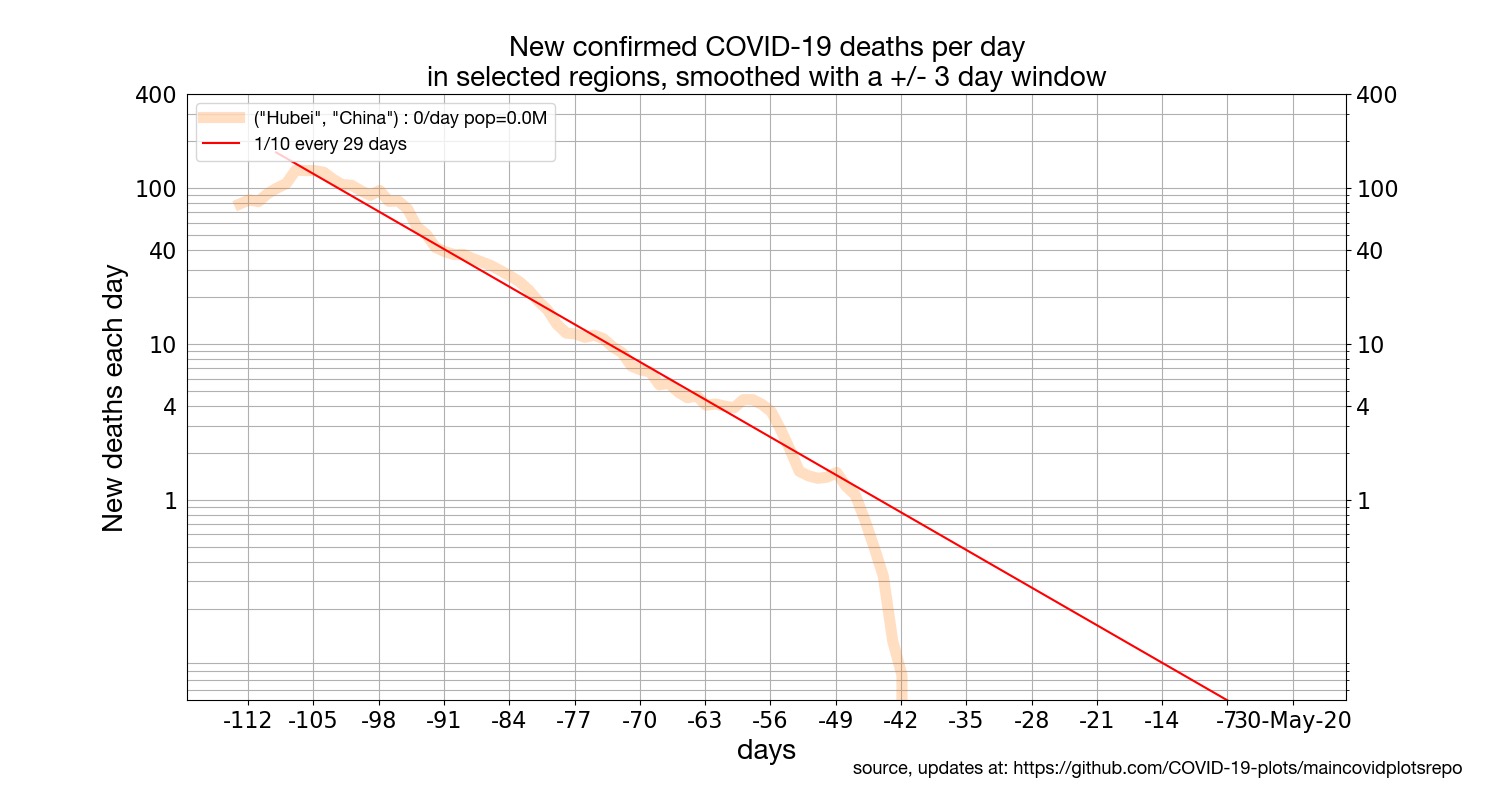 New confirmed COVID-19 deaths per day
in selected regions, smoothed with a +/- 3 day window
400
400
("Hubei", "China") : 0/day pop=0.0M
1/10 every 29 days
100
100
40
40
New deaths each day
10
10
4
4
1
1
-112 -105 -98 -91 -84 -77 -70 -63 -56 -49 -42 -35 -28 -21 -14 -7 30-May-20
days
source, updates at: https://github.com/COVID-19-plots/maincovidplotsrepo